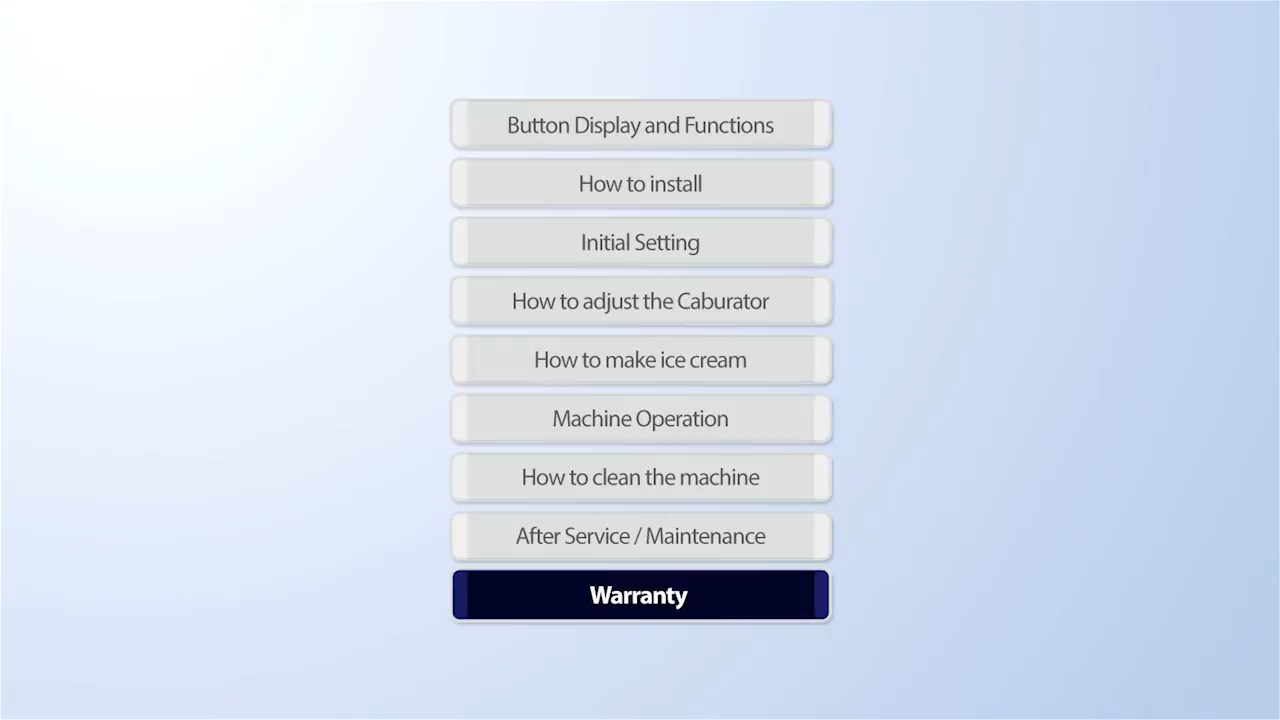 Button Display and Functions
How to install
Initial Setting
How to adjust the Caburator
How to make ice cream
Machine Operation
How to clean the machine
After Service / Maintenance
Warranty